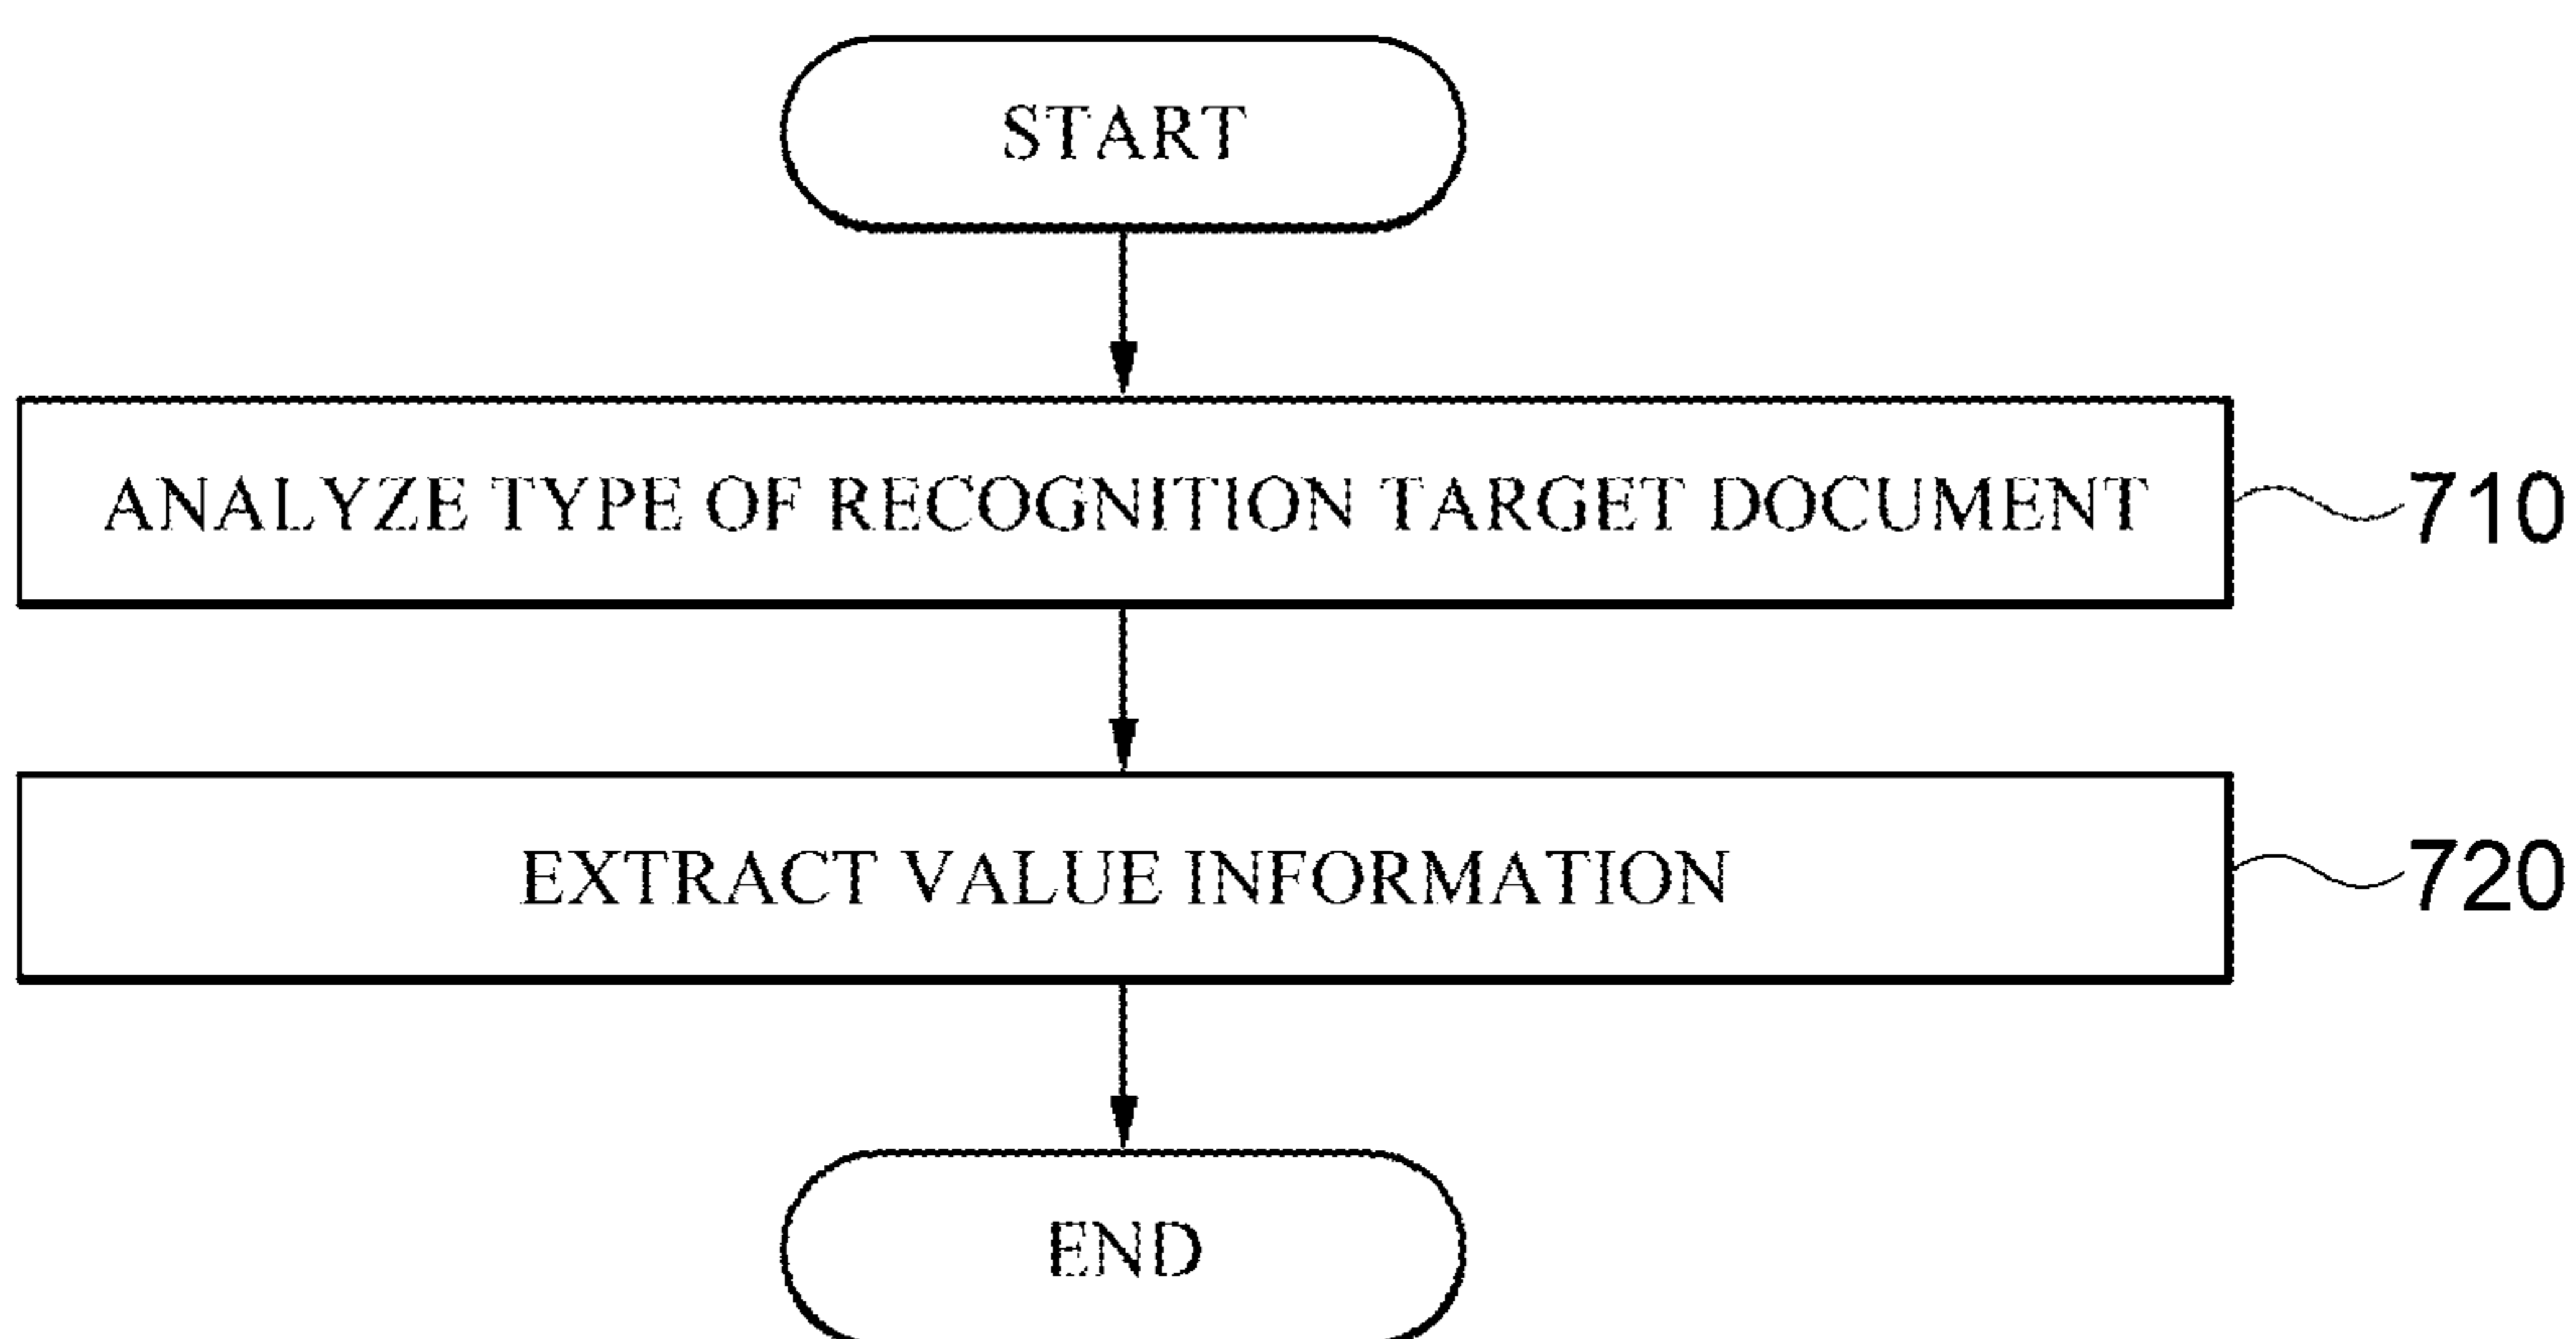 START
ANALYZE TYPE OF RECOGNITION TARGET DOCUMENT
710
EXTRACT VALUE INFORMATION
720
END